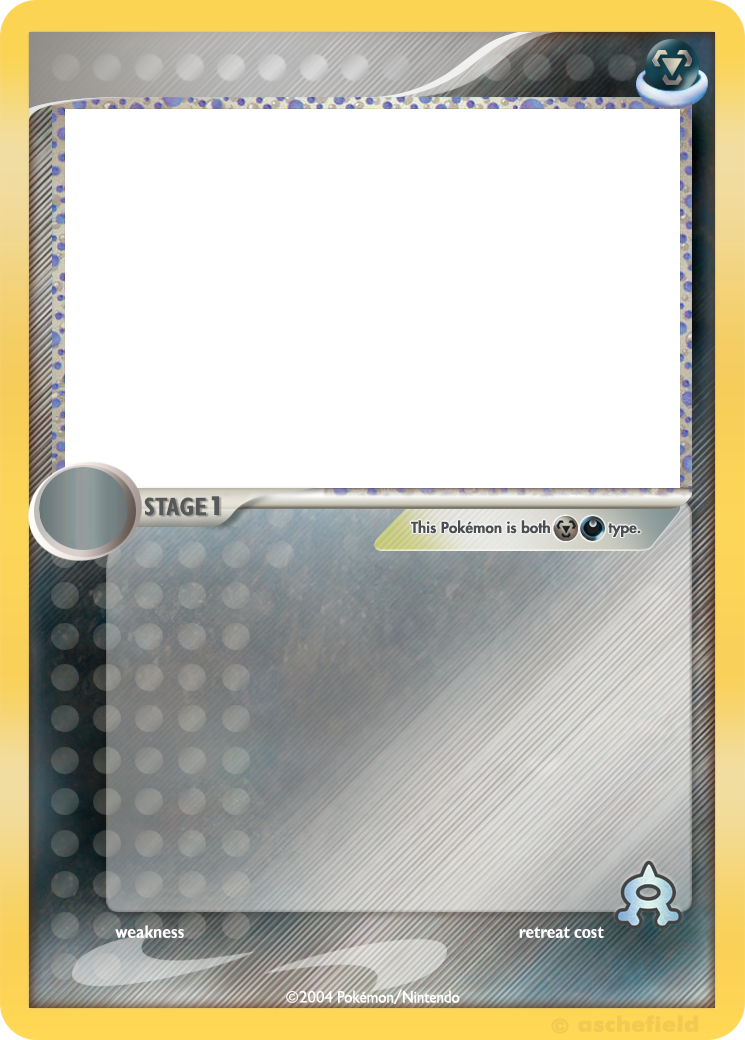 STAGE 1
This Pokémon is both type.
weakness
retreat cost
©2004 Pokémon/Nintendo
© aschefield